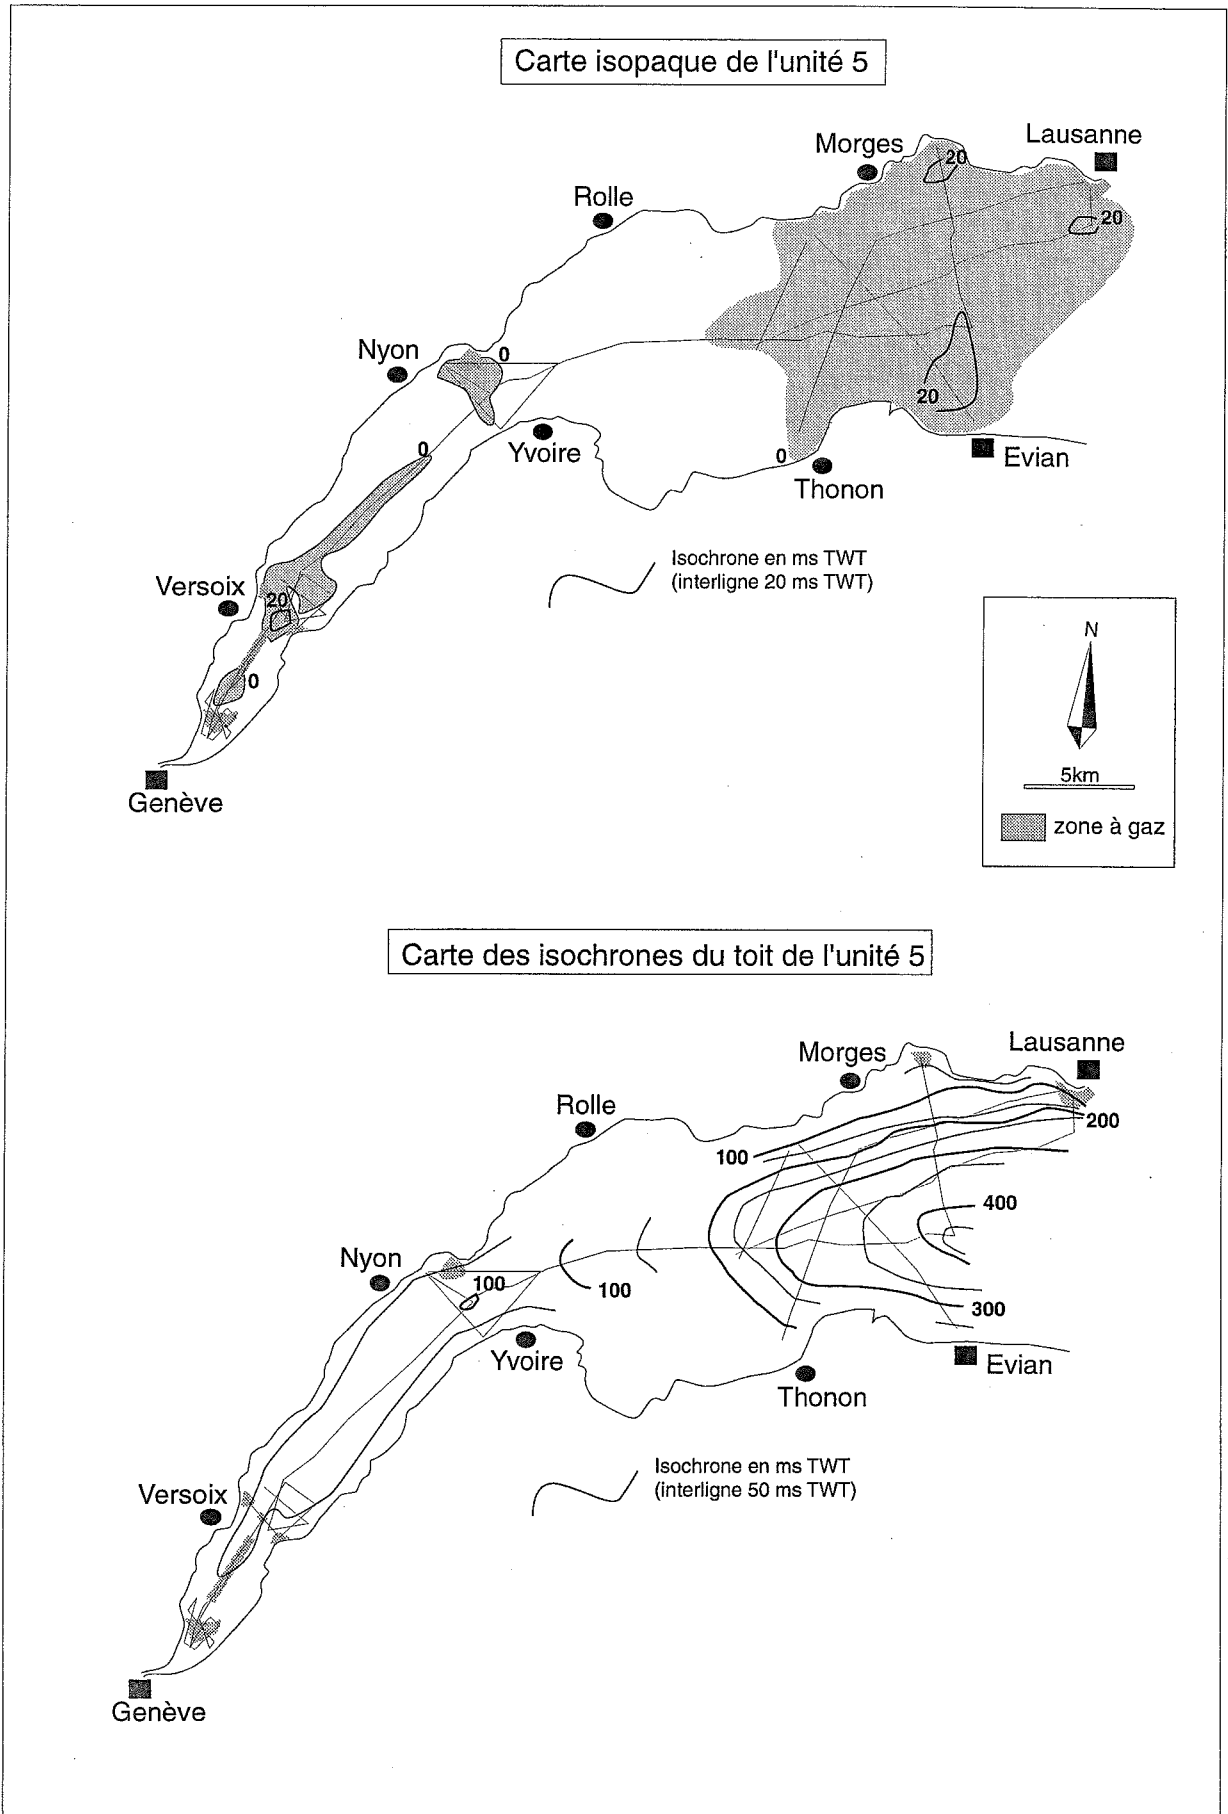 Carte isopaque de l'unité 5
Lausanne
Morges
20
Rolle
20
Nyon
0
20
0
Yvoire
0
Evian
Thonon
Isochrone en ms TWT
(interligne 20 ms TWT)
Versoix
20
N
0
5km
Genève
zone à gaz
Carte des isochrones du toit de l'unité 5
Lausanne
Morges
Rolle
200
100
400
Nyon
100
100
300
Yvoire
Evian
Thonon
Isochrone en ms TWT
(interligne 50 ms TWT)
Versoix
Genève